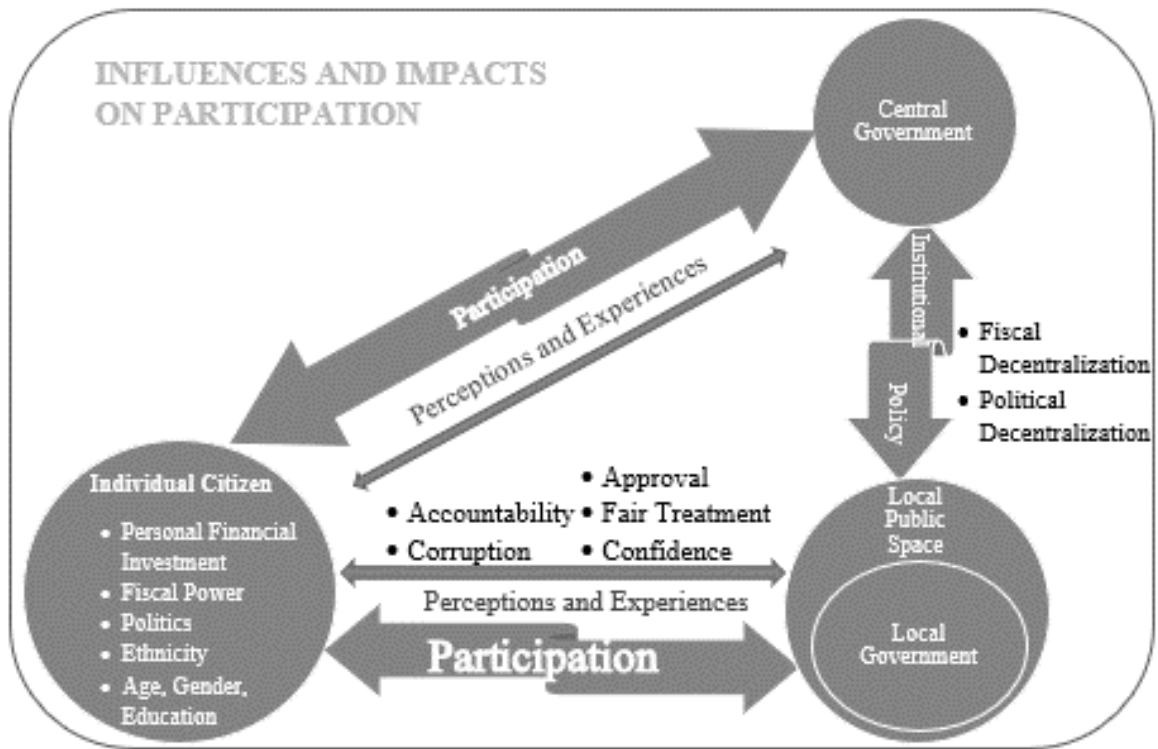 INFLUENCES AND IMPACTS
ON PARTICIPATION
Central
Government
Participation
Perceptions and Experiences
Institutional
Policy
• Fiscal
Decentralization
• Political
Decentralization
Individual Citizen
• Personal Financial
Investment
• Fiscal Power
• Politics
• Ethnicity
• Age, Gender,
Education
• Accountability
• Corruption
• Approval
• Fair Treatment
• Confidence
Perceptions and Experiences
Participation
Local
Public
Space
Local
Government